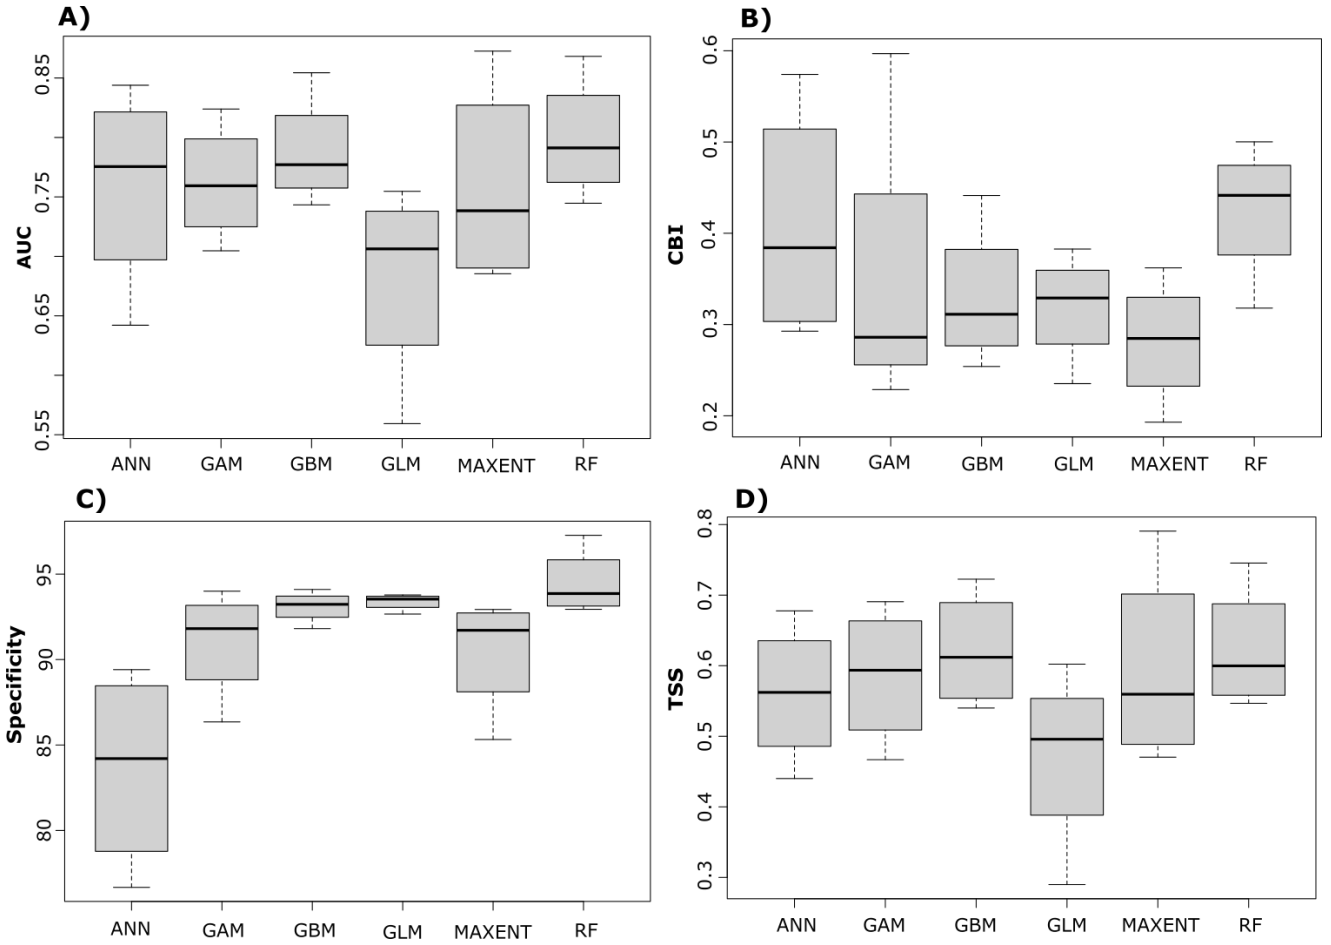 A)
AUC
0.85
0.75
0.65
0.55
ANN GAM GBM GLM MAXENT RF
B)
CBI
0.6
0.5
0.4
0.3
0.2
ANN GAM GBM GLM MAXENT RF
C)
Specificity
95
90
85
80
ANN GAM GBM GLM MAXENT RF
D)
TSS
0.8
0.7
0.6
0.5
0.4
0.3
ANN GAM GBM GLM MAXENT RF